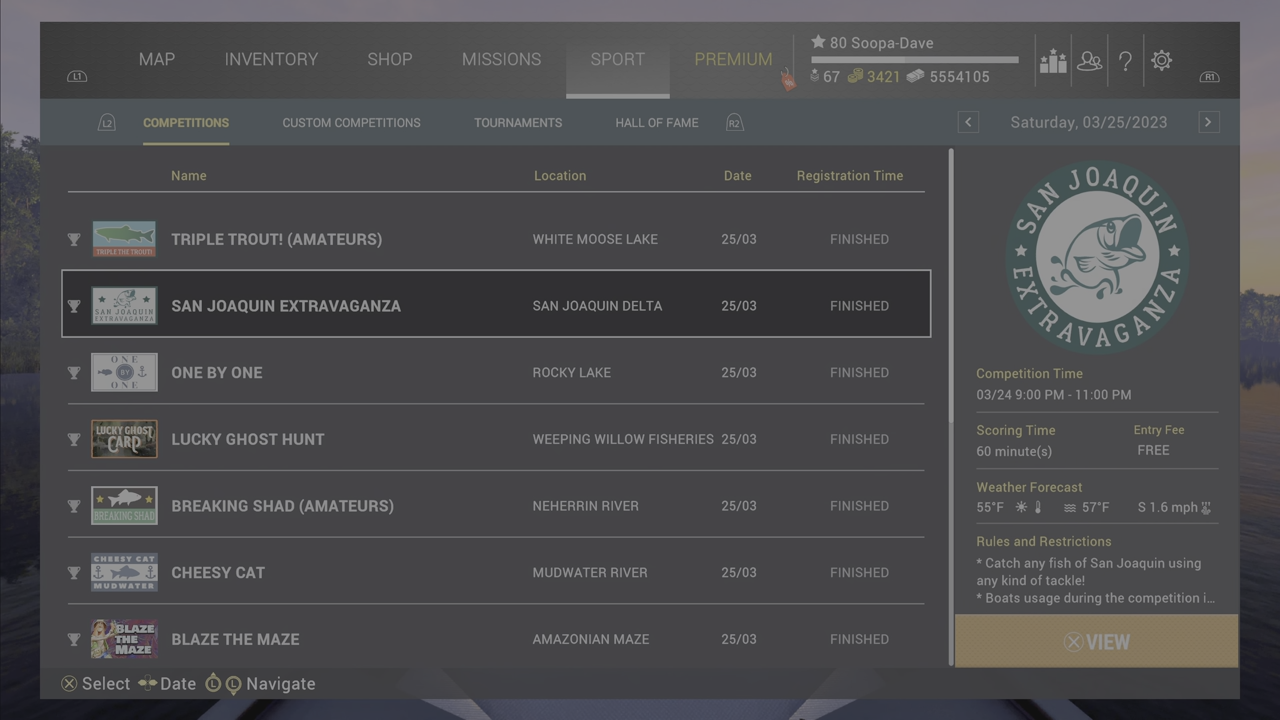 MAP INVENTORY SHOP MISSIONS SPORT PREMIUM
80 Soopa-Dave
67 3421 5554105
L1 R1
L2 COMPETITIONS CUSTOM COMPETITIONS TOURNAMENTS HALL OF FAME R2
< Saturday, 03/25/2023 >
Name Location Date Registration Time
TRIPLE THE TROUT! TRIPLE TROUT! (AMATEURS) WHITE MOOSE LAKE 25/03 FINISHED
SAN JOAQUIN EXTRAVAGANZA SAN JOAQUIN EXTRAVAGANZA SAN JOAQUIN DELTA 25/03 FINISHED
ONE BY ONE ONE BY ONE ROCKY LAKE 25/03 FINISHED
LUCKY GHOST CARP LUCKY GHOST HUNT WEEPING WILLOW FISHERIES 25/03 FINISHED
BREAKING SHAD BREAKING SHAD (AMATEURS) NEHERRIN RIVER 25/03 FINISHED
CHEESY CAT MUDWATER CHEESY CAT MUDWATER RIVER 25/03 FINISHED
BLAZE THE MAZE BLAZE THE MAZE AMAZONIAN MAZE 25/03 FINISHED
SAN JOAQUIN
EXTRAVAGANZA
Competition Time
03/24 9:00 PM - 11:00 PM
Scoring Time Entry Fee
60 minute(s) FREE
Weather Forecast
55°F 57°F S 1.6 mph
Rules and Restrictions
* Catch any fish of San Joaquin using
any kind of tackle!
* Boats usage during the competition i...
VIEW
Select Date L L Navigate